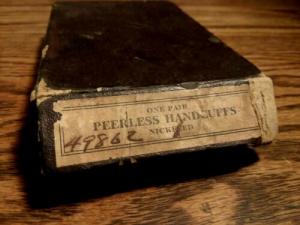 ONE PAIR
PEERLESS HANDCUFFS
NICKELED
49862